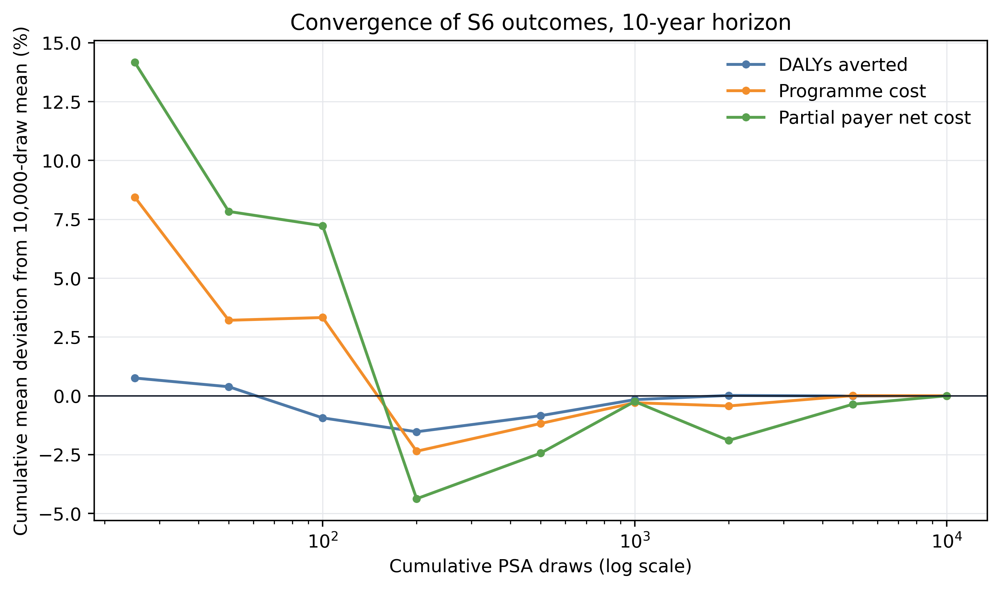 Convergence of S6 outcomes, 10-year horizon
Cumulative mean deviation from 10,000-draw mean (%)
15.0
12.5
10.0
7.5
5.0
2.5
0.0
−2.5
−5.0
DALYs averted
Programme cost
Partial payer net cost
10² 10³ 10⁴
Cumulative PSA draws (log scale)